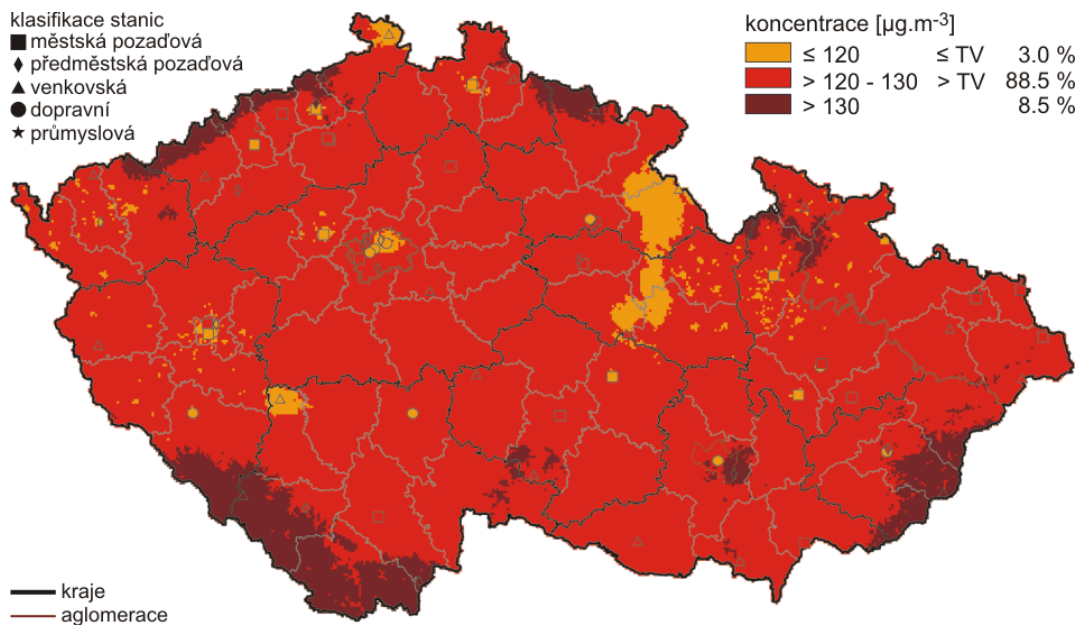 klasifikace stanic
městská pozaďová
předměstská pozaďová
venkovská
dopravní
průmyslová
koncentrace [µg.m⁻³]
≤ 120 ≤ TV 3.0 %
> 120 - 130 > TV 88.5 %
> 130 8.5 %
kraje
aglomerace